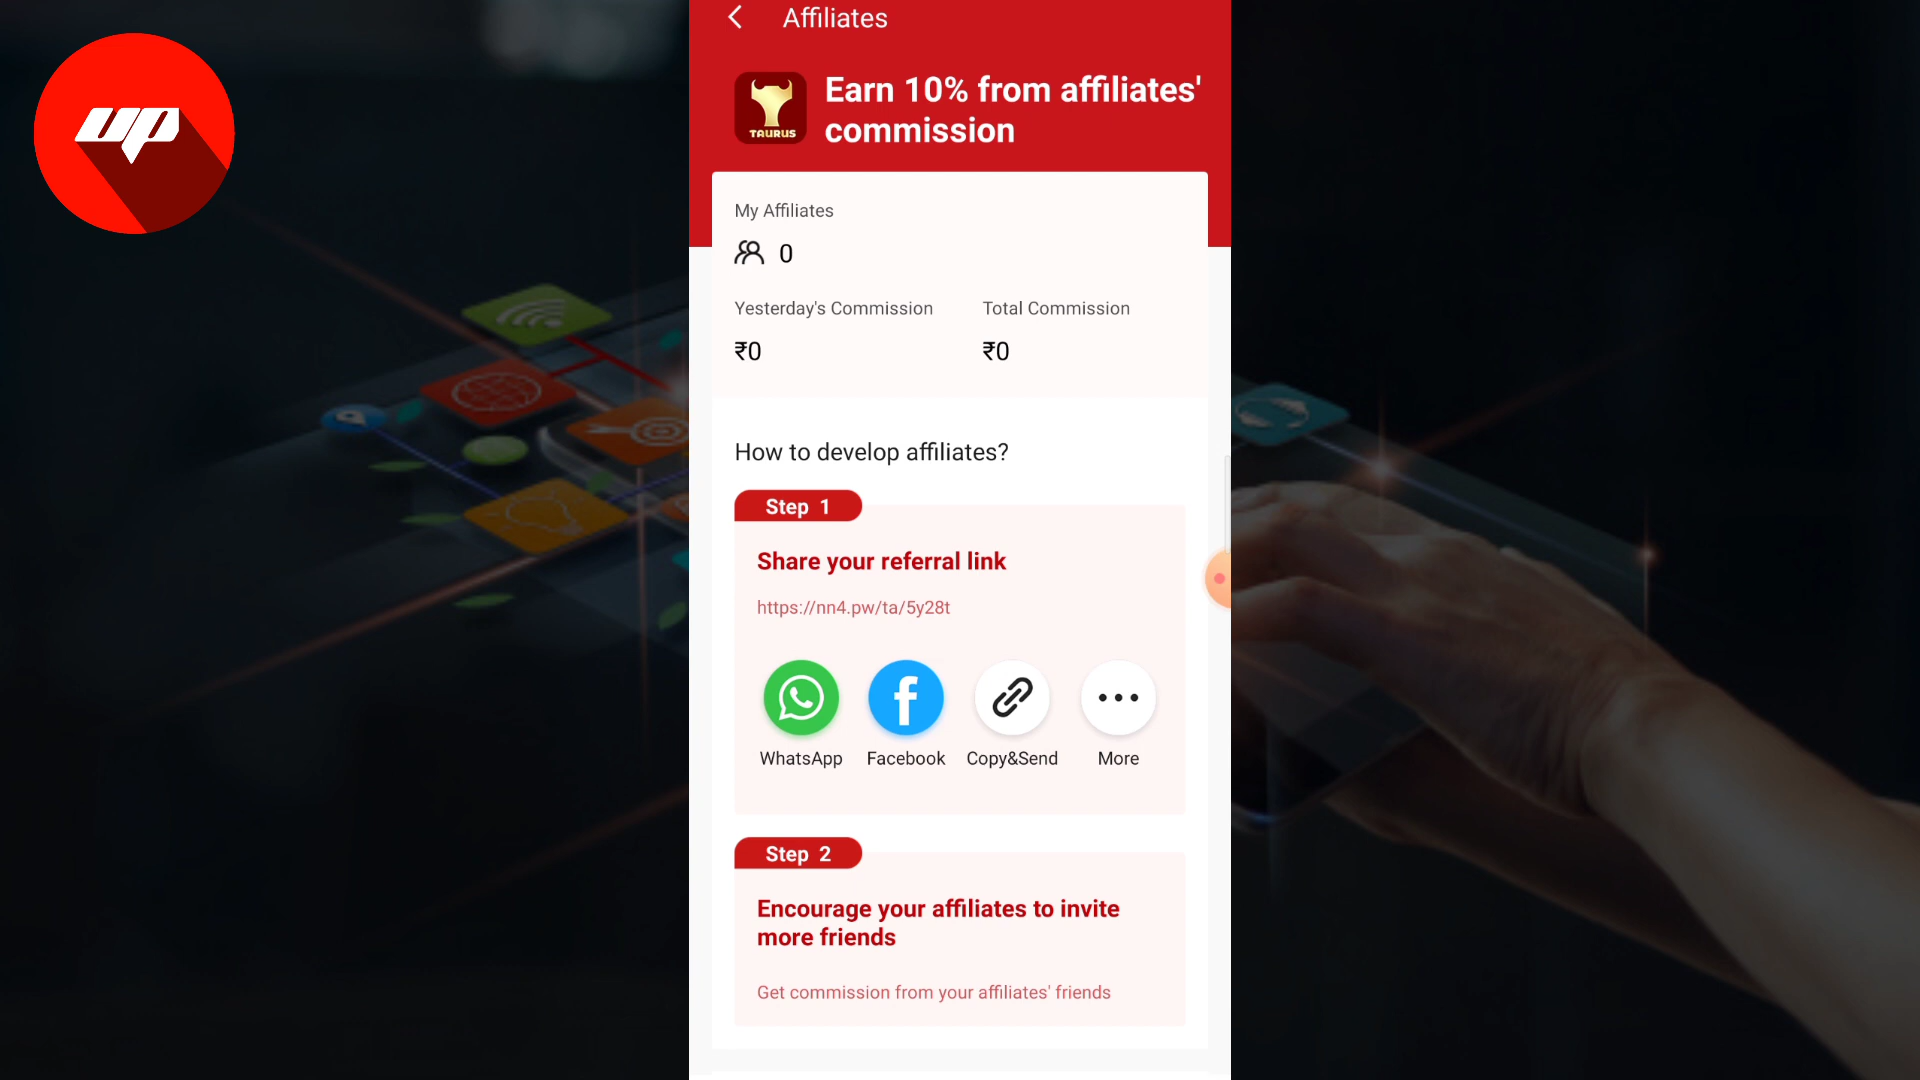 Affiliates
up
Earn 10% from affiliates'
commission
TAURUS
My Affiliates
0
Yesterday's Commission
Total Commission
₹0
₹0
How to develop affiliates?
Step 1
Share your referral link
https://nn4.pw/ta/5y28t
WhatsApp
Facebook
Copy&Send
More
Step 2
Encourage your affiliates to invite
more friends
Get commission from your affiliates' friends